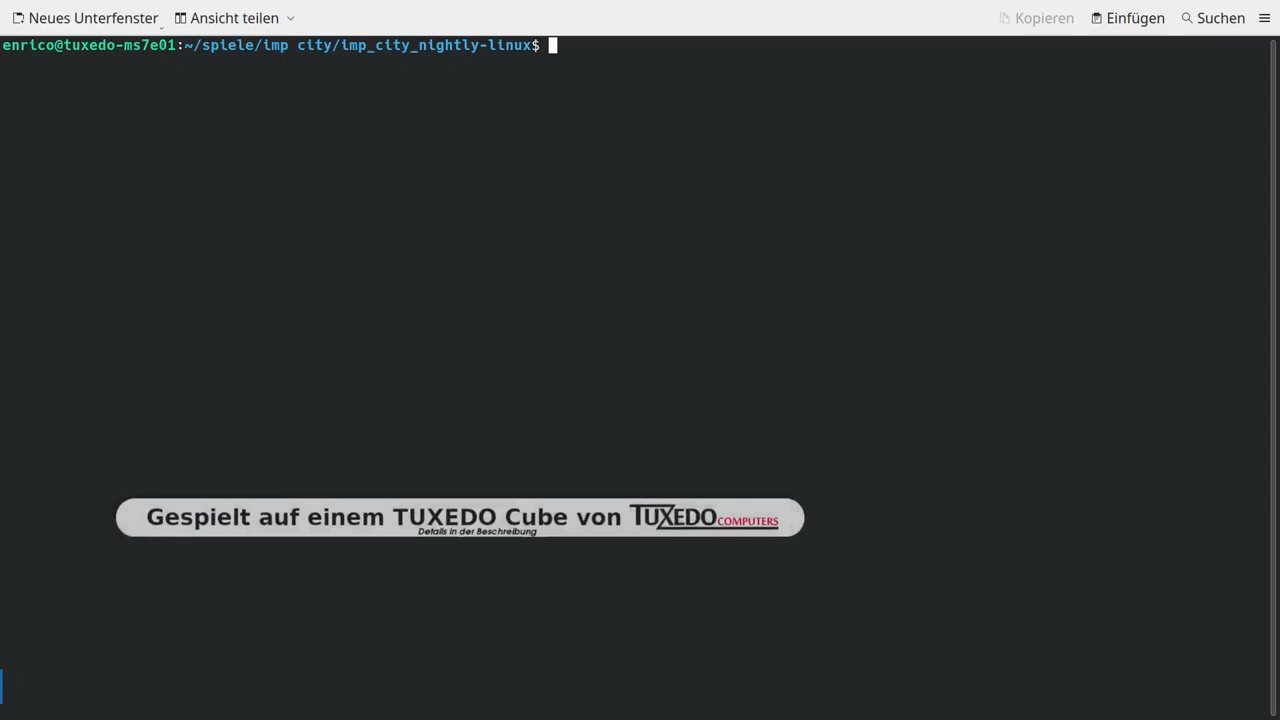 Neues Unterfenster Ansicht teilen Kopieren Einfügen Suchen
enrico@tuxedo-ms7e01:~/spiele/imp city/imp_city_nightly-linux$
Gespielt auf einem TUXEDO Cube von TUXEDO COMPUTERS
Details in der Beschreibung